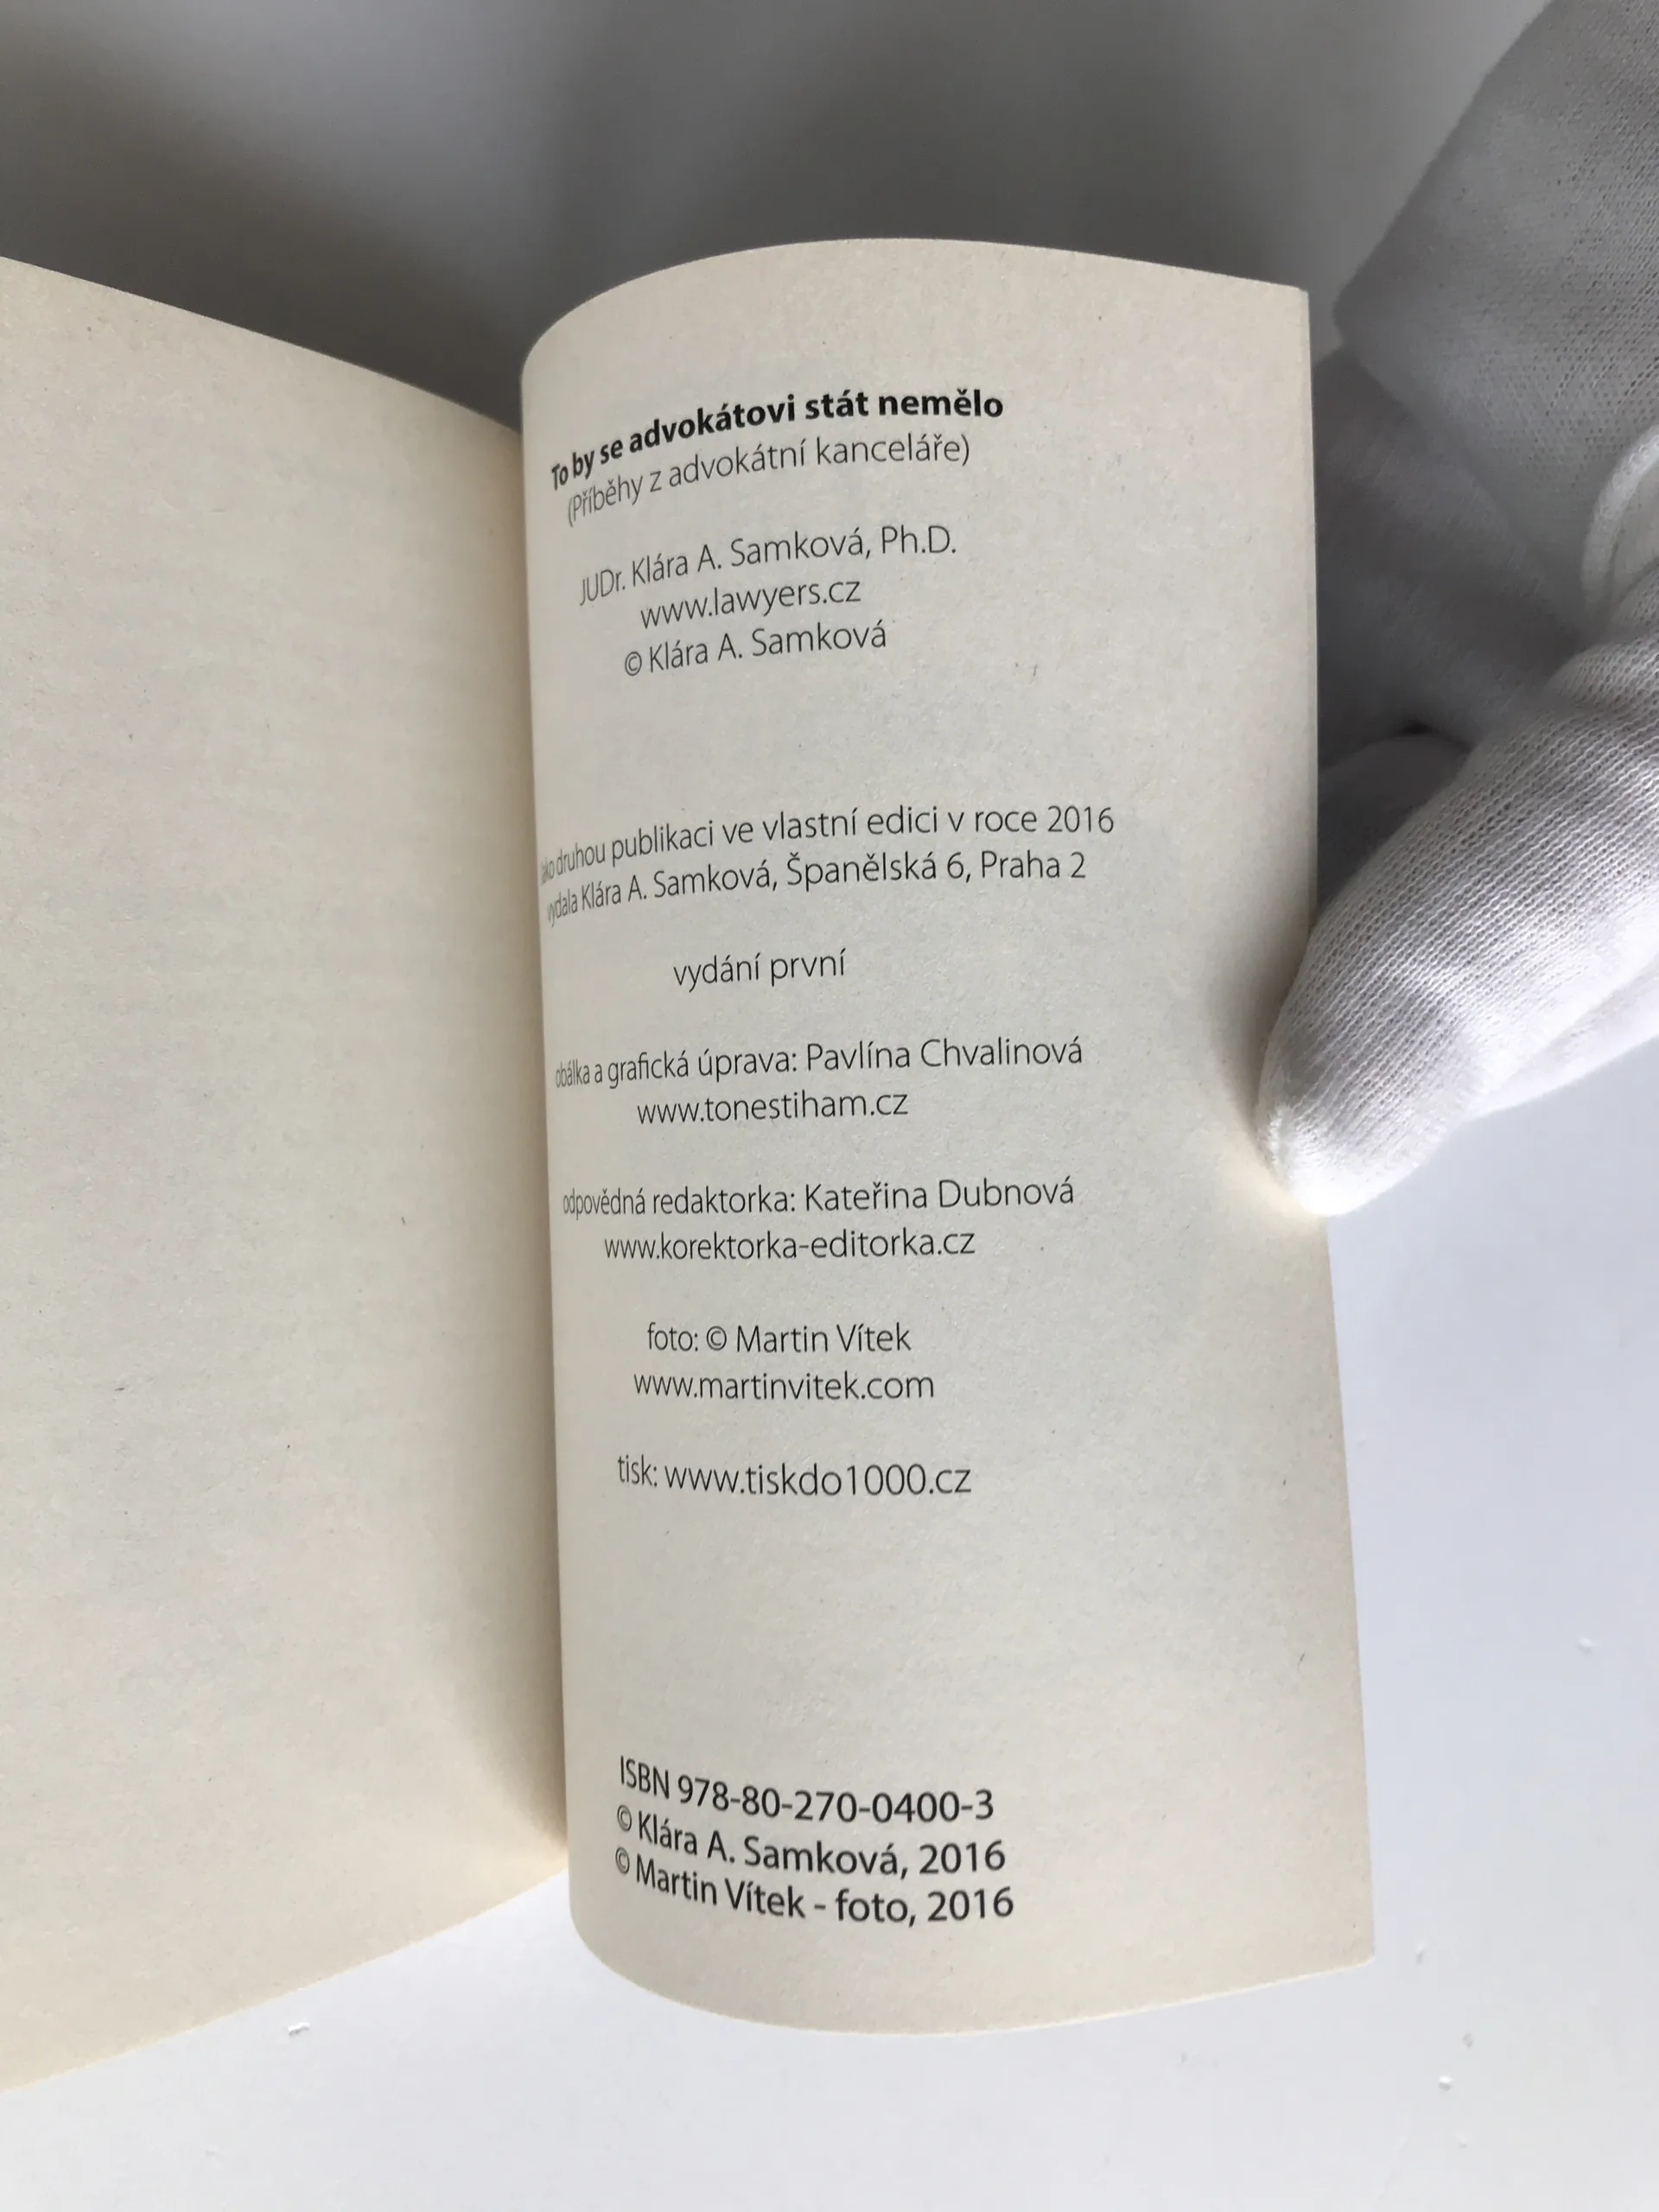 To by se advokátovi stát nemělo
(Příběhy z advokátní kanceláře)
JUDr. Klára A. Samková, Ph.D.
www.lawyers.cz
© Klára A. Samková
jako druhou publikaci ve vlastní edici v roce 2016
vydala Klára A. Samková, Španělská 6, Praha 2
vydání první
obálka a grafická úprava: Pavlína Chvalinová
www.tonestiham.cz
odpovědná redaktorka: Kateřina Dubnová
www.korektorka-editorka.cz
foto: © Martin Vítek
www.martinvitek.com
tisk: www.tiskdo1000.cz
ISBN 978-80-270-0400-3
© Klára A. Samková, 2016
© Martin Vítek - foto, 2016